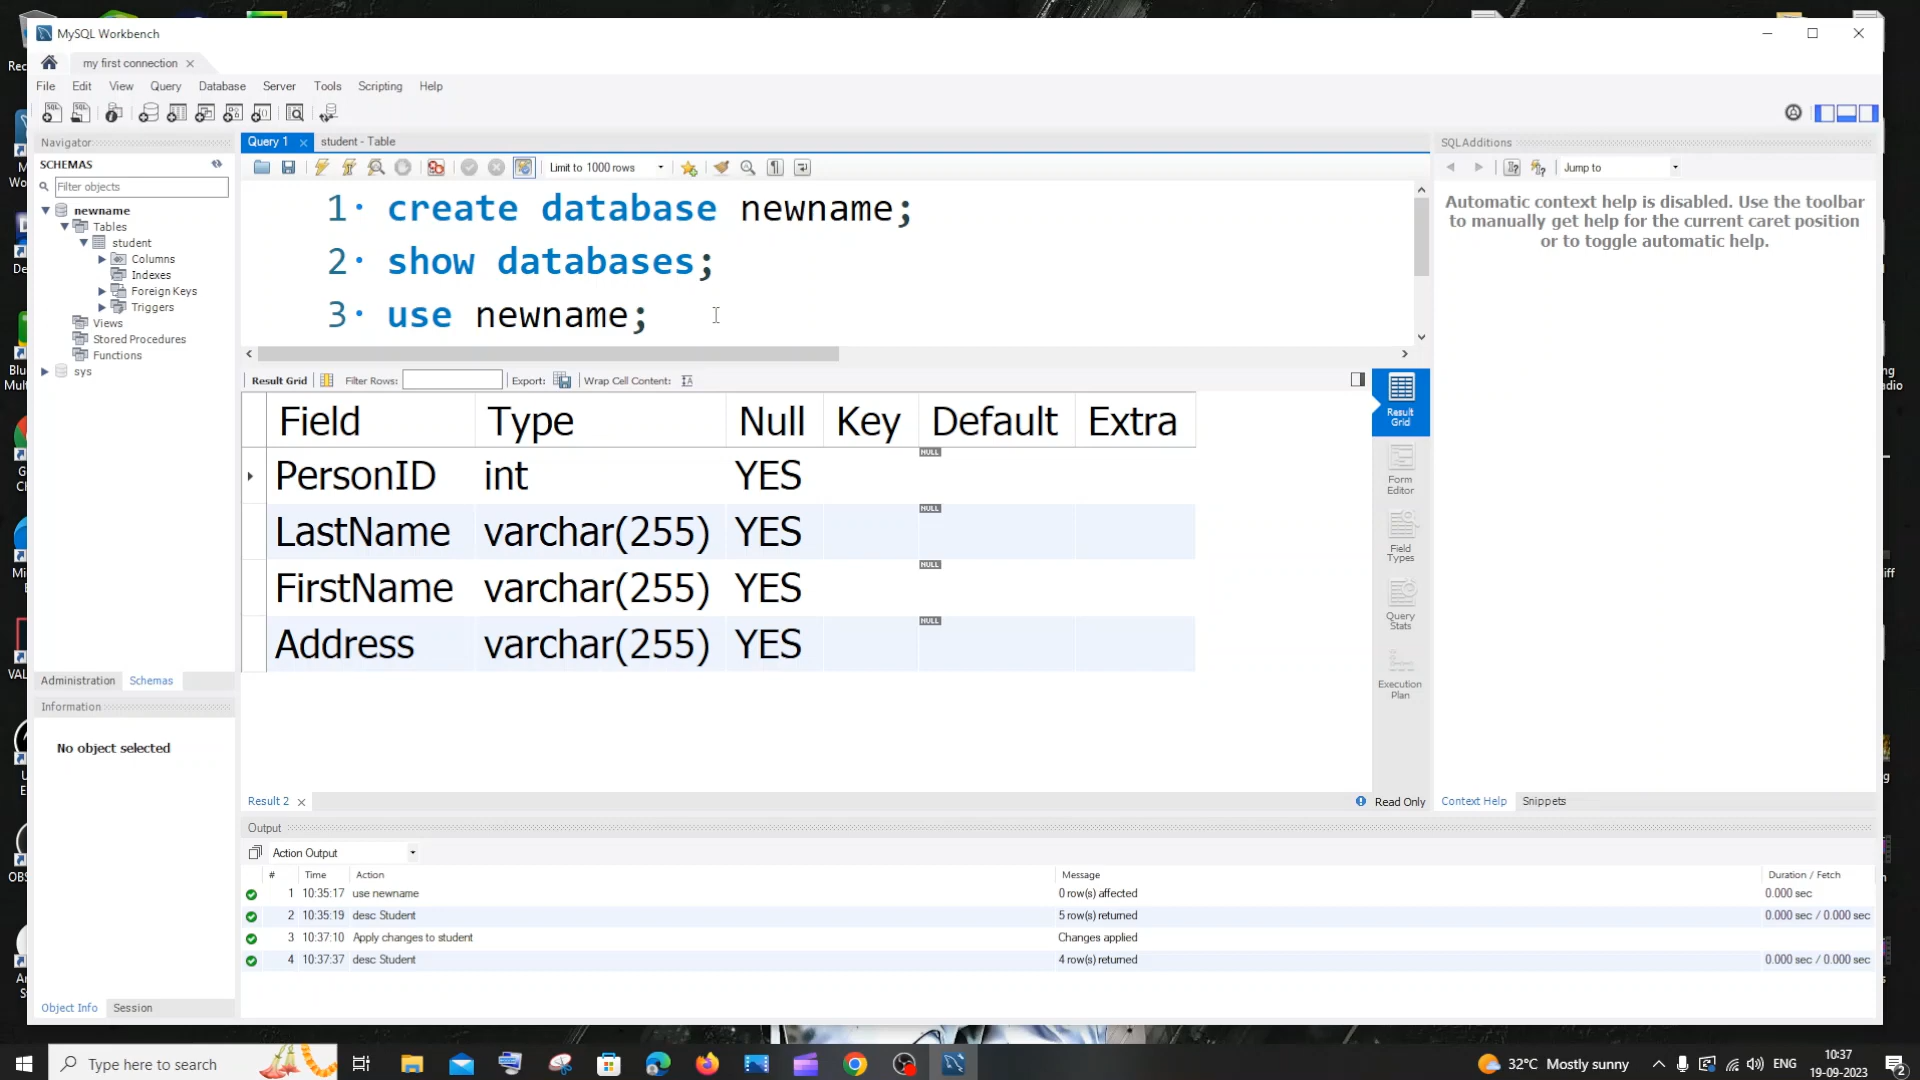 MySQL Workbench
my first connection
File Edit View Query Database Server Tools Scripting Help
Navigator
SCHEMAS
Filter objects
newname
Tables
student
Columns
Indexes
Foreign Keys
Triggers
Views
Stored Procedures
Functions
sys
Administration Schemas
Information
No object selected
Object Info Session
Query 1 student - Table
Limit to 1000 rows
1 create database newname;
2 show databases;
3 use newname;
Result Grid Filter Rows: Export: Wrap Cell Content:
Field Type Null Key Default Extra
PersonID int YES NULL
LastName varchar(255) YES NULL
FirstName varchar(255) YES NULL
Address varchar(255) YES NULL
Result Grid
Form Editor
Field Types
Query Stats
Execution Plan
Result 2 Read Only
SQLAdditions
Jump to
Automatic context help is disabled. Use the toolbar
to manually get help for the current caret position
or to toggle automatic help.
Context Help Snippets
Output
Action Output
# Time Action Message Duration / Fetch
1 10:35:17 use newname 0 row(s) affected 0.000 sec
2 10:35:19 desc Student 5 row(s) returned 0.000 sec / 0.000 sec
3 10:37:10 Apply changes to student Changes applied
4 10:37:37 desc Student 4 row(s) returned 0.000 sec / 0.000 sec
Type here to search
32°C Mostly sunny
ENG
10:37
19-09-2023
2